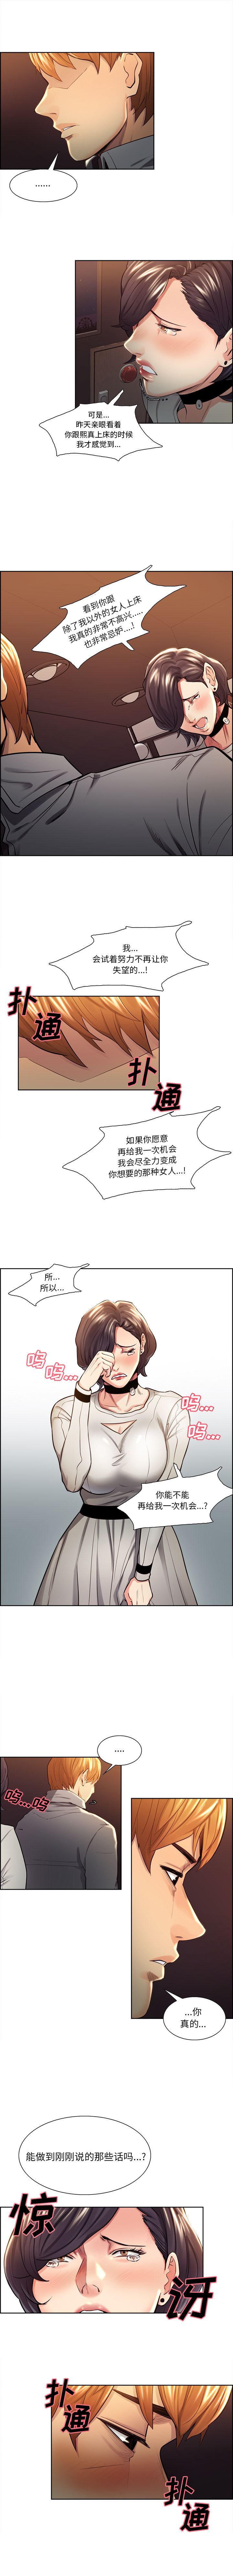 ......
可是...
昨天亲眼看着
你跟熙真上床的时候
我才感觉到...
看到你跟
除了我以外的女人上床
我真的非常不高兴.....
也非常忌妒....!
我...
会试着努力不再让你
失望的...!
扑
通
扑
通
如果你愿意
再给我一次机会
我会尽全力变成
你想要的那种女人...!
所...
所以...
呜
呜...
呜...
呜...
你能不能
再给我一次机会...?
....
呜...呜
...你
真的...
能做到刚刚说的那些话吗...?
惊
讶
扑
通
扑
通